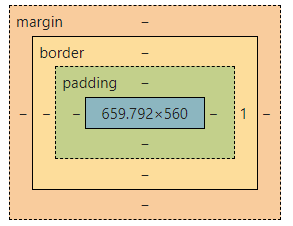 margin –
border –
padding –
– – – 659.792×560 – 1 –
–
–
–